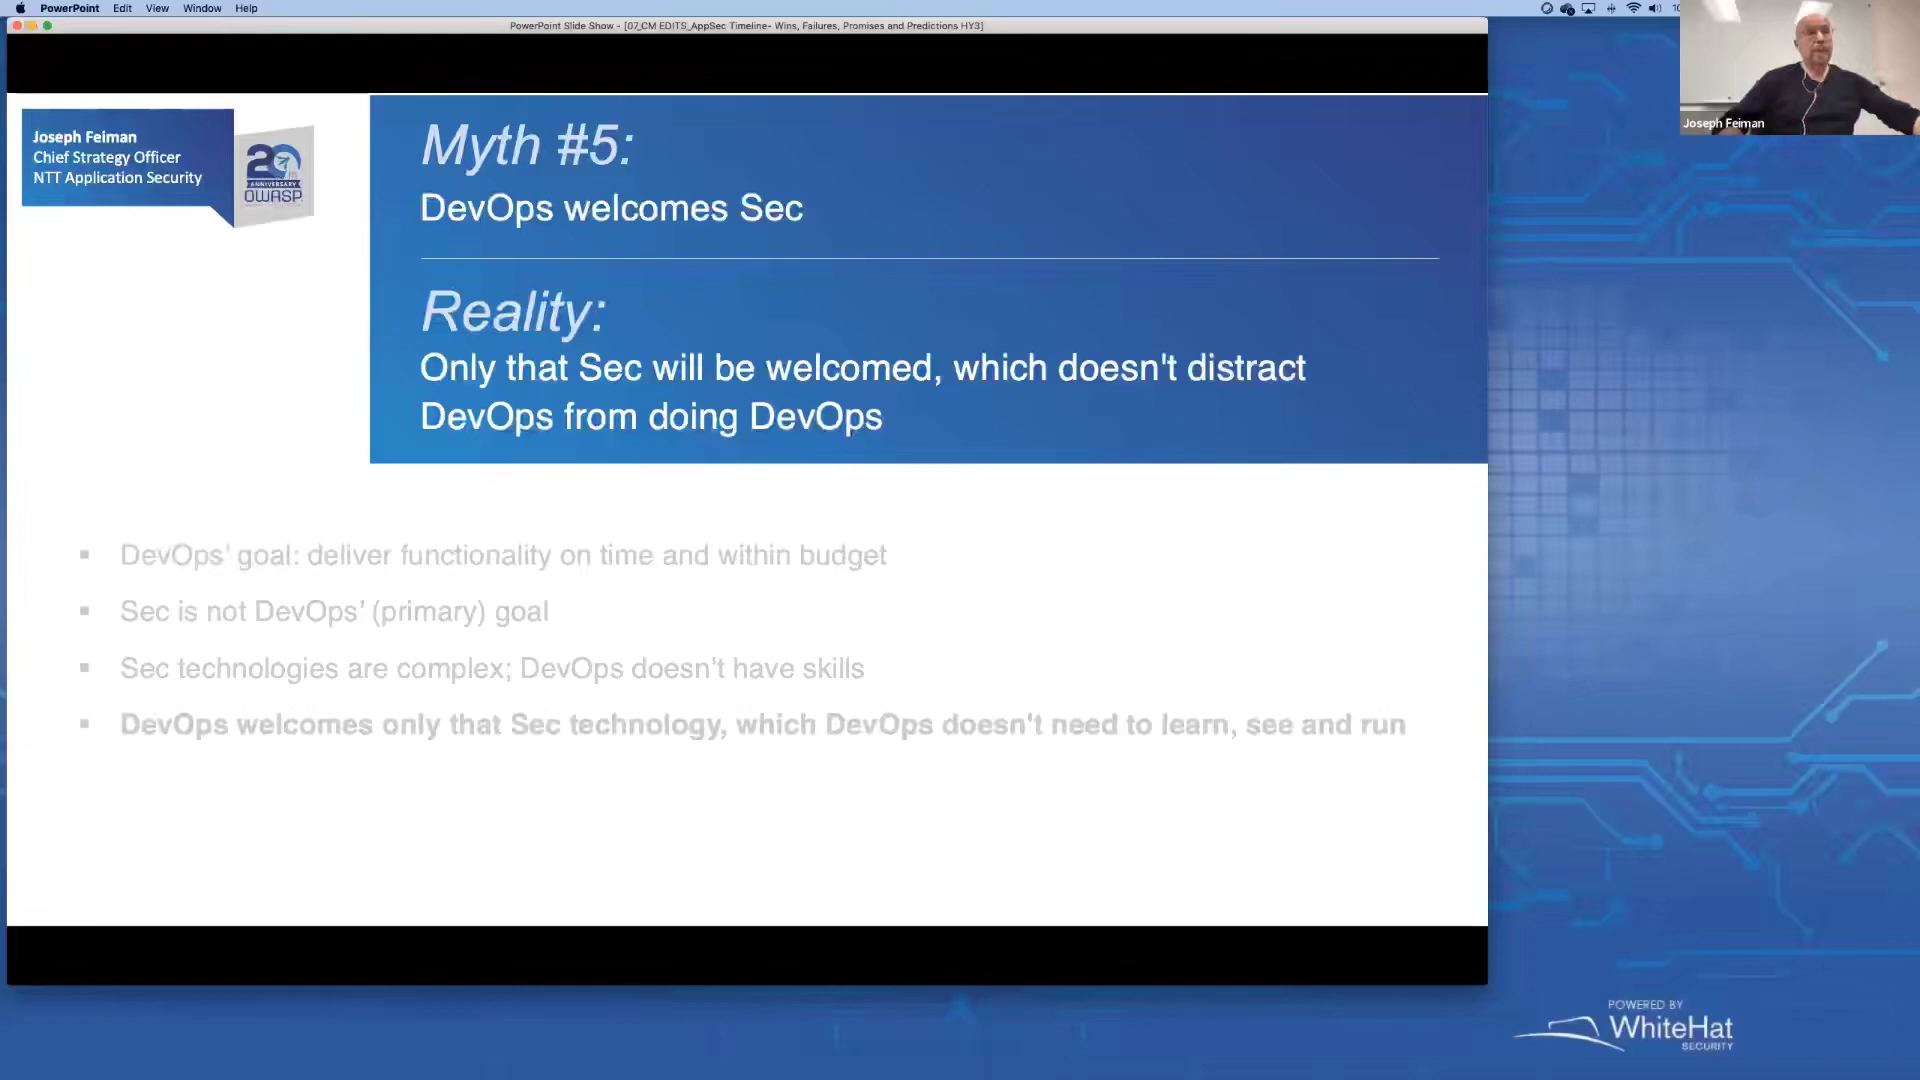 PowerPoint Edit View Window Help
PowerPoint Slide Show - [07_CM EDITS_AppSec Timeline- Wins, Failures, Promises and Predictions HY3]
Joseph Feiman
Joseph Feiman
Chief Strategy Officer
NTT Application Security
20th
ANNIVERSARY
OWASP
Myth #5:
DevOps welcomes Sec
Reality:
Only that Sec will be welcomed, which doesn't distract
DevOps from doing DevOps
▪ DevOps’ goal: deliver functionality on time and within budget
▪ Sec is not DevOps’ (primary) goal
▪ Sec technologies are complex; DevOps doesn’t have skills
▪ DevOps welcomes only that Sec technology, which DevOps doesn't need to learn, see and run
POWERED BY
WhiteHat
SECURITY